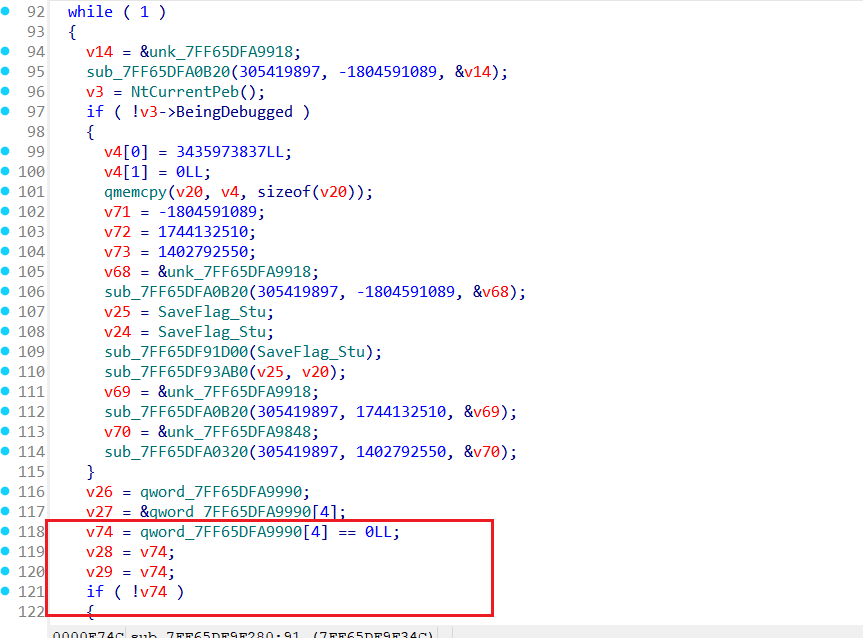 92 while ( 1 )
93 {
94 v14 = &unk_7FF65DFA9918;
95 sub_7FF65DFA0B20(305419897, -1804591089, &v14);
96 v3 = NtCurrentPeb();
97 if ( !v3->BeingDebugged )
98 {
99 v4[0] = 3435973837LL;
100 v4[1] = 0LL;
101 qmemcpy(v20, v4, sizeof(v20));
102 v71 = -1804591089;
103 v72 = 1744132510;
104 v73 = 1402792550;
105 v68 = &unk_7FF65DFA9918;
106 sub_7FF65DFA0B20(305419897, -1804591089, &v68);
107 v25 = SaveFlag_Stu;
108 v24 = SaveFlag_Stu;
109 sub_7FF65DF91D00(SaveFlag_Stu);
110 sub_7FF65DF93AB0(v25, v20);
111 v69 = &unk_7FF65DFA9918;
112 sub_7FF65DFA0B20(305419897, 1744132510, &v69);
113 v70 = &unk_7FF65DFA9848;
114 sub_7FF65DFA0320(305419897, 1402792550, &v70);
115 }
116 v26 = qword_7FF65DFA9990;
117 v27 = &qword_7FF65DFA9990[4];
118 v74 = qword_7FF65DFA9990[4] == 0LL;
119 v28 = v74;
120 v29 = v74;
121 if ( !v74 )
122 {